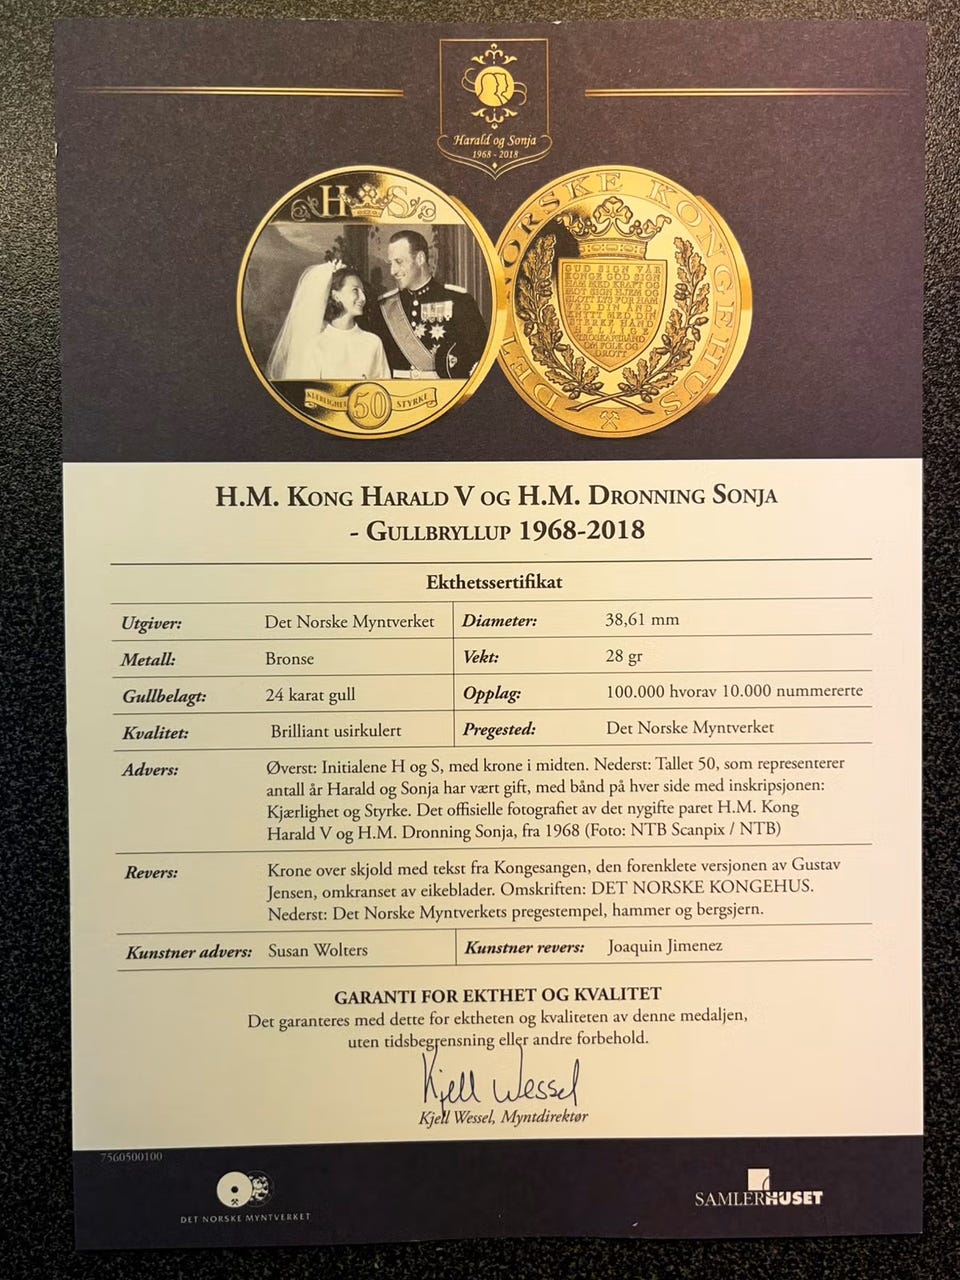 Harald og Sonja
1968 - 2018
H S
KJÆRLIGHET 50 STYRKE
DET NORSKE KONGEHUS
GUD SIGN VÅR
KONGE GOD SIGN
HAM MED KRAFT OG
MOT SIGN HJEM OG
SLOTT LYS FOR HAM
VED DIN ÅND
KNYTT MED DIN
STERKE HÅND
HELLIGE
TROSKAPSBÅND
OM FOLK OG
DROTT
H.M. Kong Harald V og H.M. Dronning Sonja
- Gullbryllup 1968-2018
Ekthetssertifikat
Utgiver: Det Norske Myntverket Diameter: 38,61 mm
Metall: Bronse Vekt: 28 gr
Gullbelagt: 24 karat gull Opplag: 100.000 hvorav 10.000 nummererte
Kvalitet: Brilliant usirkulert Pregested: Det Norske Myntverket
Advers: Øverst: Initialene H og S, med krone i midten. Nederst: Tallet 50, som representerer
antall år Harald og Sonja har vært gift, med bånd på hver side med inskripsjonen:
Kjærlighet og Styrke. Det offisielle fotografiet av det nygifte paret H.M. Kong
Harald V og H.M. Dronning Sonja, fra 1968 (Foto: NTB Scanpix / NTB)
Revers: Krone over skjold med tekst fra Kongesangen, den forenklete versjonen av Gustav
Jensen, omkranset av eikeblader. Omskriften: DET NORSKE KONGEHUS.
Nederst: Det Norske Myntverkets pregestempel, hammer og bergsjern.
Kunstner advers: Susan Wolters Kunstner revers: Joaquin Jimenez
GARANTI FOR EKTHET OG KVALITET
Det garanteres med dette for ektheten og kvaliteten av denne medaljen,
uten tidsbegrensning eller andre forbehold.
Kjell Wessel
Kjell Wessel, Myntdirektør
7560500100
DET NORSKE MYNTVERKET
SAMLERHUSET